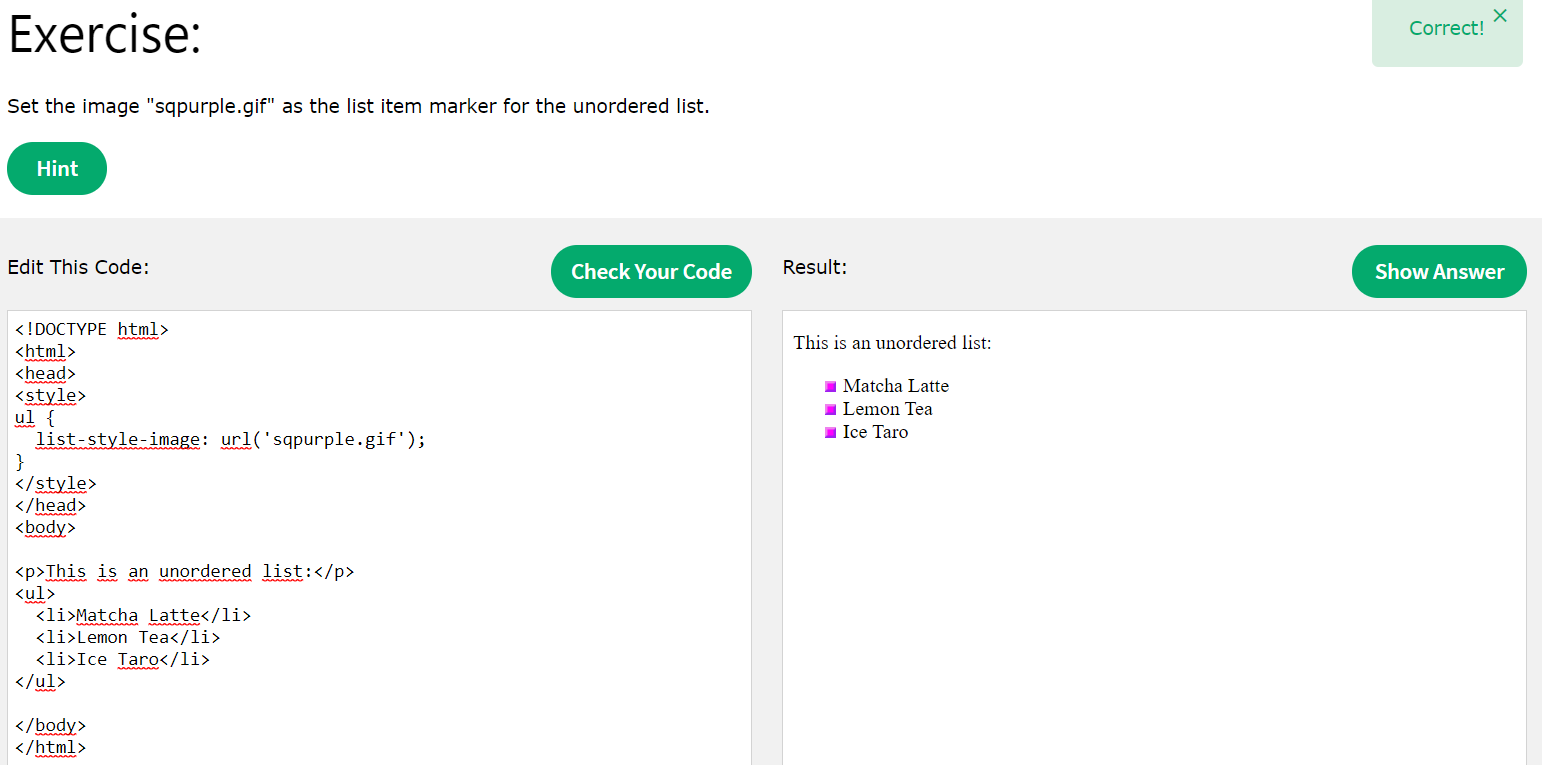 Exercise:
Correct! ×
Set the image "sqpurple.gif" as the list item marker for the unordered list.
Hint
Edit This Code:
Check Your Code
<!DOCTYPE html>
<html>
<head>
<style>
ul {
  list-style-image: url('sqpurple.gif');
}
</style>
</head>
<body>

<p>This is an unordered list:</p>
<ul>
  <li>Matcha Latte</li>
  <li>Lemon Tea</li>
  <li>Ice Taro</li>
</ul>

</body>
</html>
Result:
Show Answer
This is an unordered list:
Matcha Latte
Lemon Tea
Ice Taro